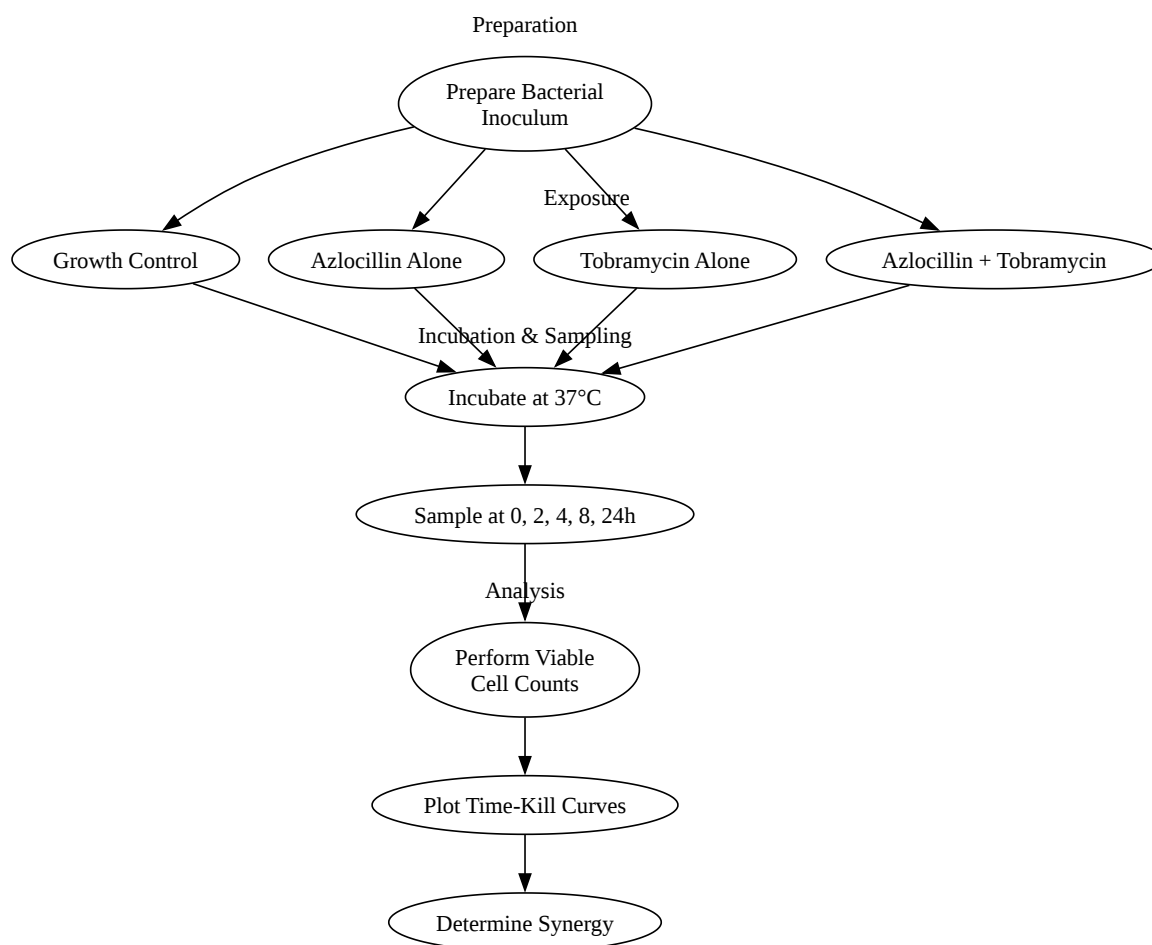 Preparation
Prepare Bacterial
Inoculum
Exposure
Growth Control
Azlocillin Alone
Tobramycin Alone
Azlocillin + Tobramycin
Incubation & Sampling
Incubate at 37°C
Sample at 0, 2, 4, 8, 24h
Analysis
Perform Viable
Cell Counts
Plot Time-Kill Curves
Determine Synergy